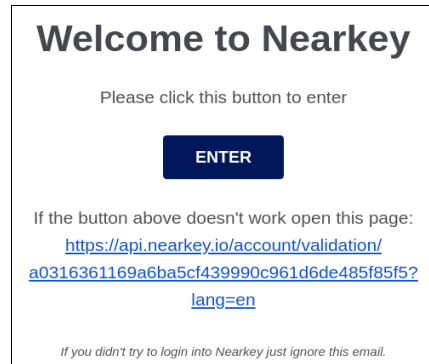 Welcome to Nearkey
Please click this button to enter
ENTER
If the button above doesn't work open this page:
https://api.nearkey.io/account/validation/
a0316361169a6ba5cf439990c961d6de485f85f5?
lang=en
If you didn't try to login into Nearkey just ignore this email.